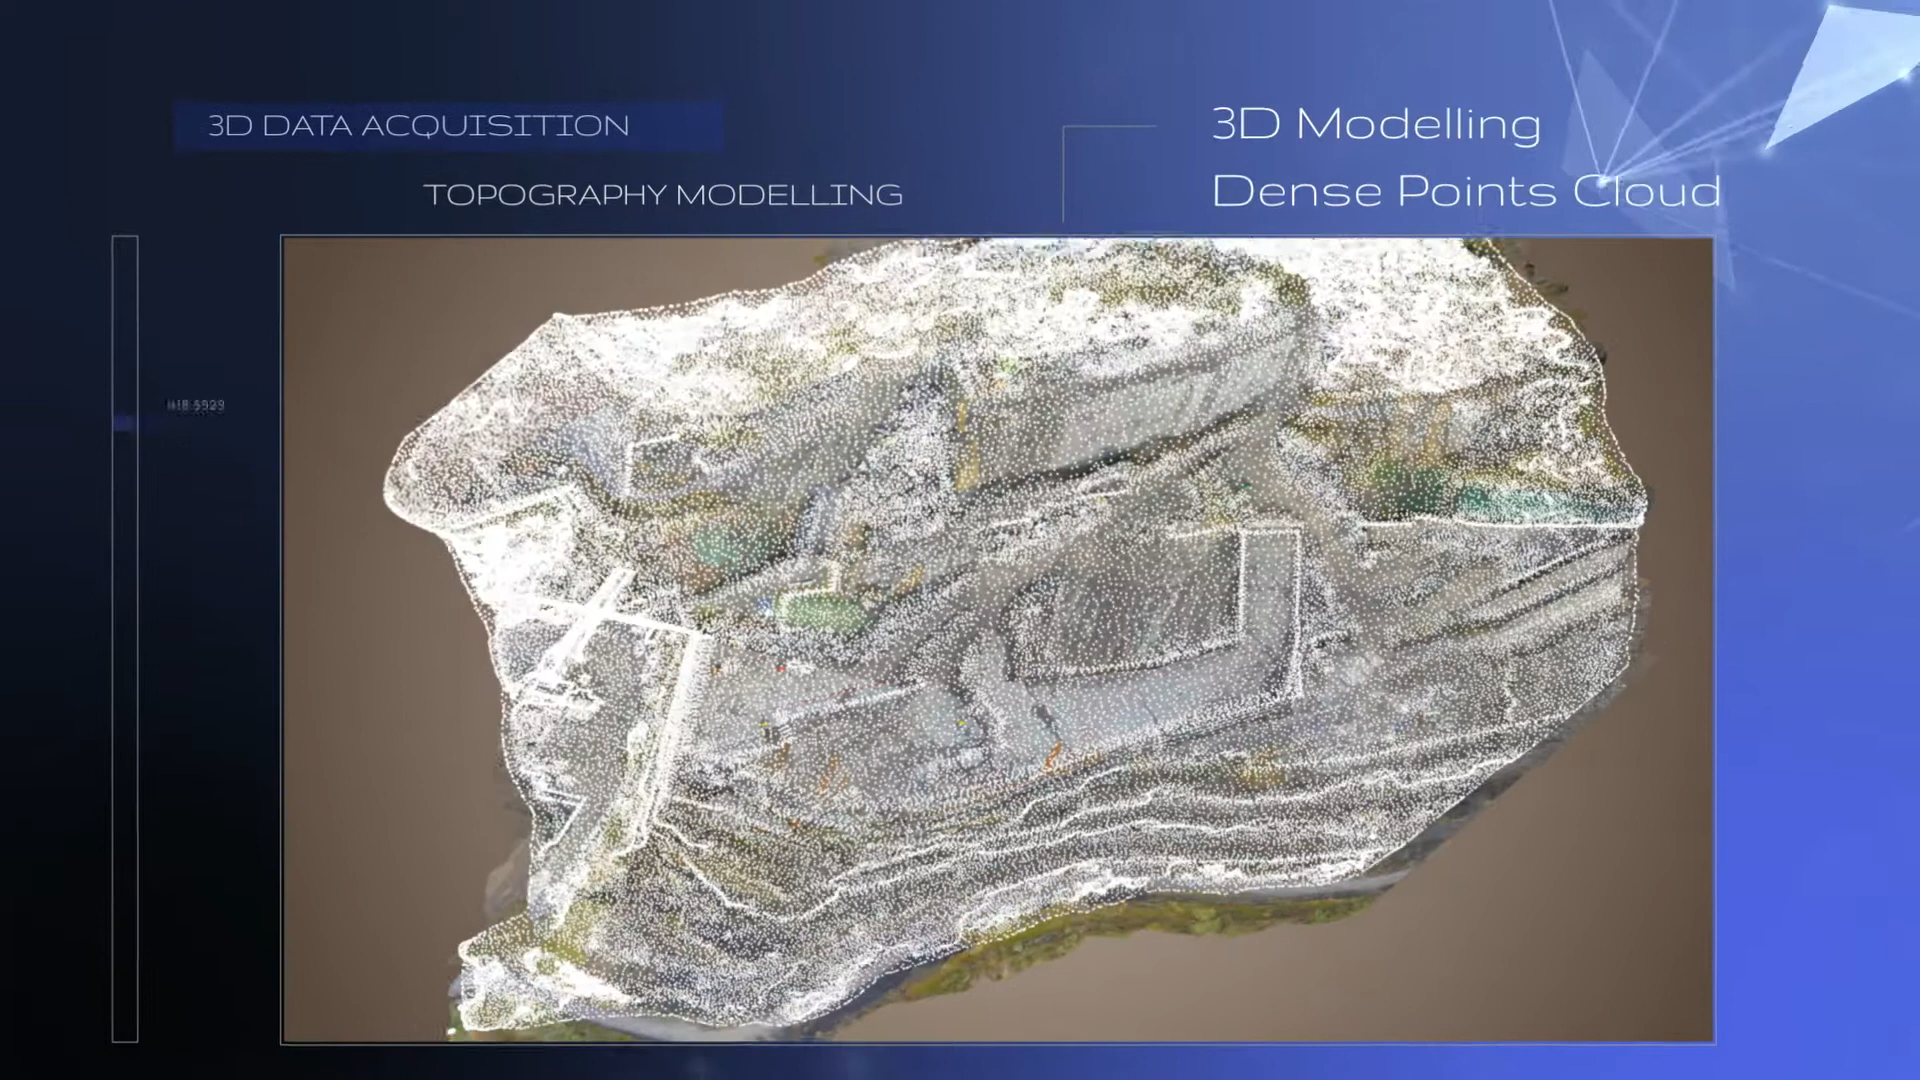 3D DATA ACQUISITION
TOPOGRAPHY MODELLING
3D Modelling
Dense Points Cloud